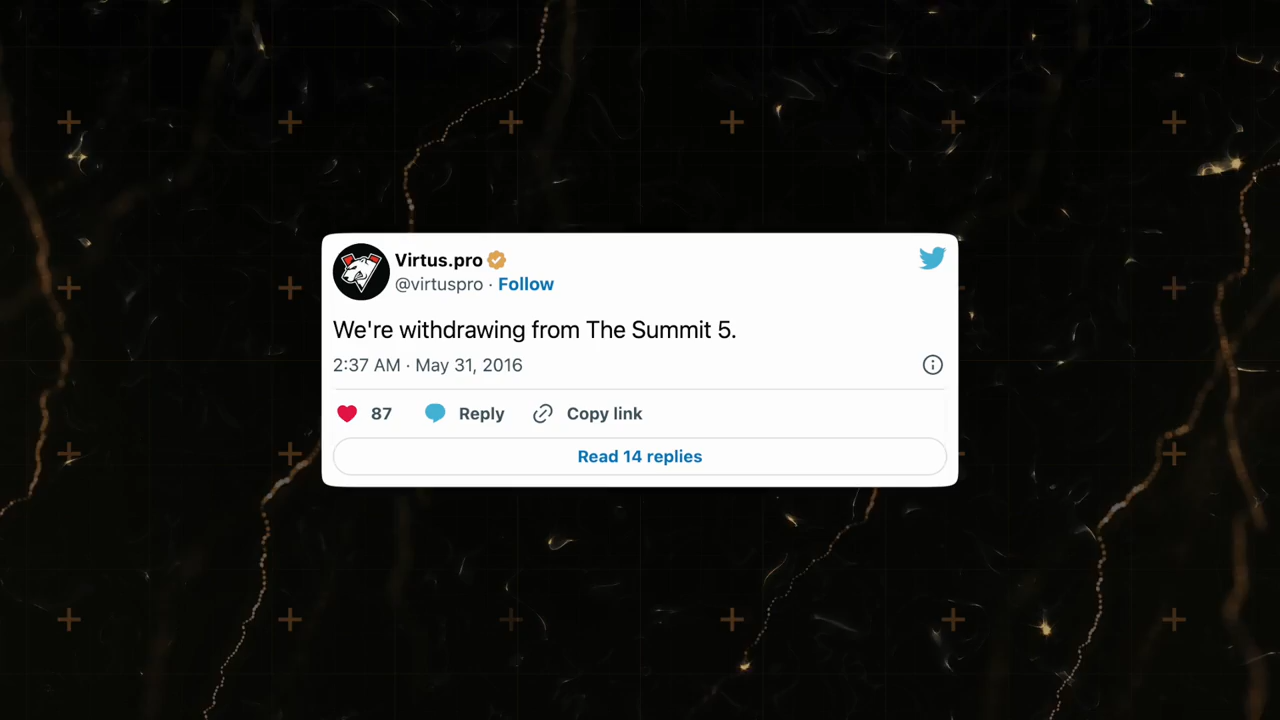 Virtus.pro
@virtuspro · Follow
We're withdrawing from The Summit 5.
2:37 AM · May 31, 2016
87 Reply Copy link
Read 14 replies